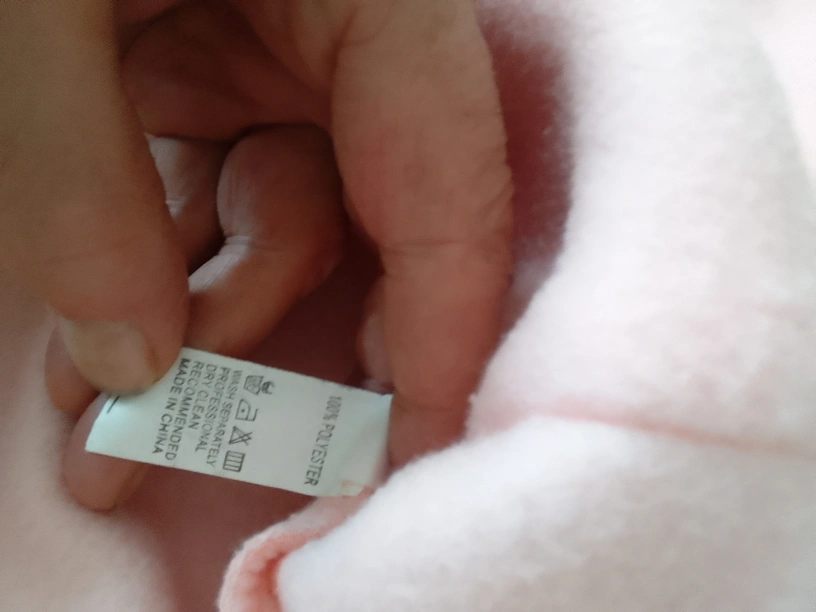 100% POLYESTER
WASH SEPARATELY
PROFESSIONAL
DRY CLEAN
RECOMMENDED
MADE IN CHINA